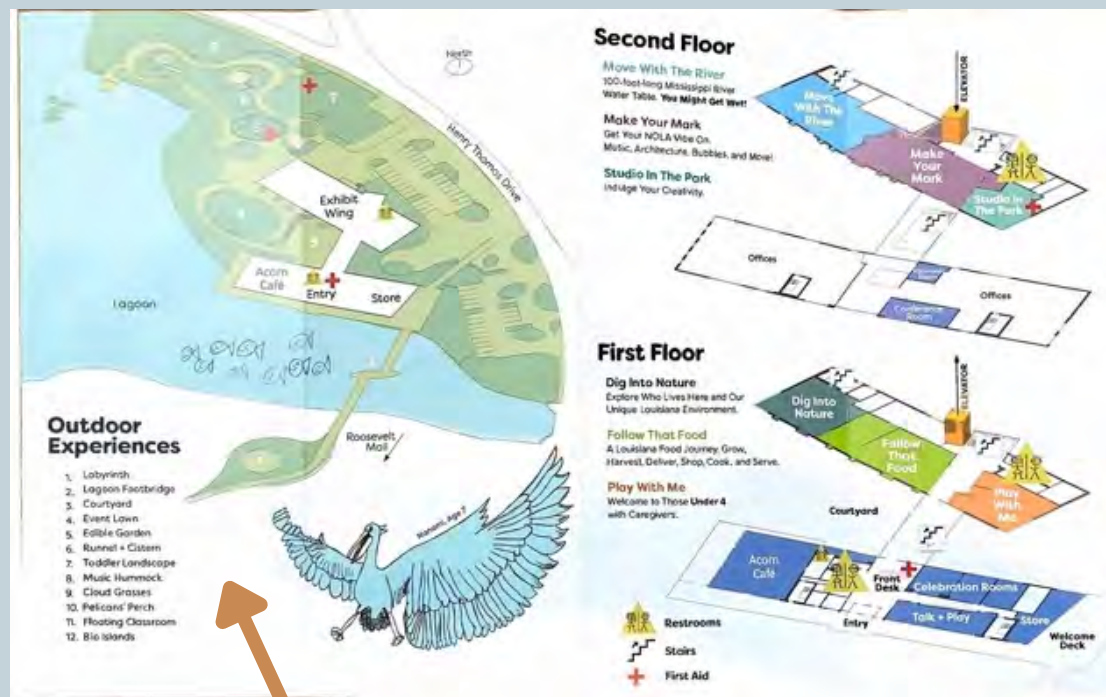 North
Henry Thomas Drive
7
Exhibit
Wing
Acorn
Café
Entry
Store
Lagoon
Roosevelt
Mall
Outdoor
Experiences
1. Labyrinth
2. Lagoon Footbridge
3. Courtyard
4. Event Lawn
5. Edible Garden
6. Runnel + Cistern
7. Toddler Landscape
8. Music Hummock
9. Cloud Grasses
10. Pelicans' Perch
11. Floating Classroom
12. Bio Islands
Second Floor
Move With The River
100-foot-long Mississippi River
Water Table. You Might Get Wet!
Make Your Mark
Get Your NOLA Vibe On.
Music, Architecture, Bubbles, and More!
Studio In The Park
Indulge Your Creativity.
ELEVATOR
Move
With The
River
Make
Your
Mark
Studio In
The Park
Offices
Offices
Conference
Room
First Floor
Dig Into Nature
Explore Who Lives Here and Our
Unique Louisiana Environment.
Follow That Food
A Louisiana Food Journey. Grow,
Harvest, Deliver, Shop, Cook, and Serve.
Play With Me
Welcome to Those Under 4
with Caregivers.
ELEVATOR
Dig Into
Nature
Follow
That
Food
Play
With
Me
Courtyard
Acorn
Café
Front
Desk
Celebration Rooms
Talk + Play
Store
Entry
Welcome
Deck
Restrooms
Stairs
First Aid